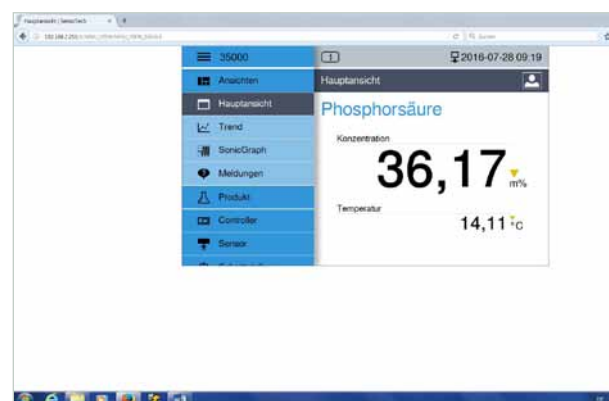 Hauptansicht | SensoTech
35000
1
2016-07-28 09:19
Ansichten
Hauptansicht
Hauptansicht
Phosphorsäure
Trend
Konzentration
SonicGraph
36,17 m%
Meldungen
Produkt
Temperatur
14,11 °C
Controller
Sensor